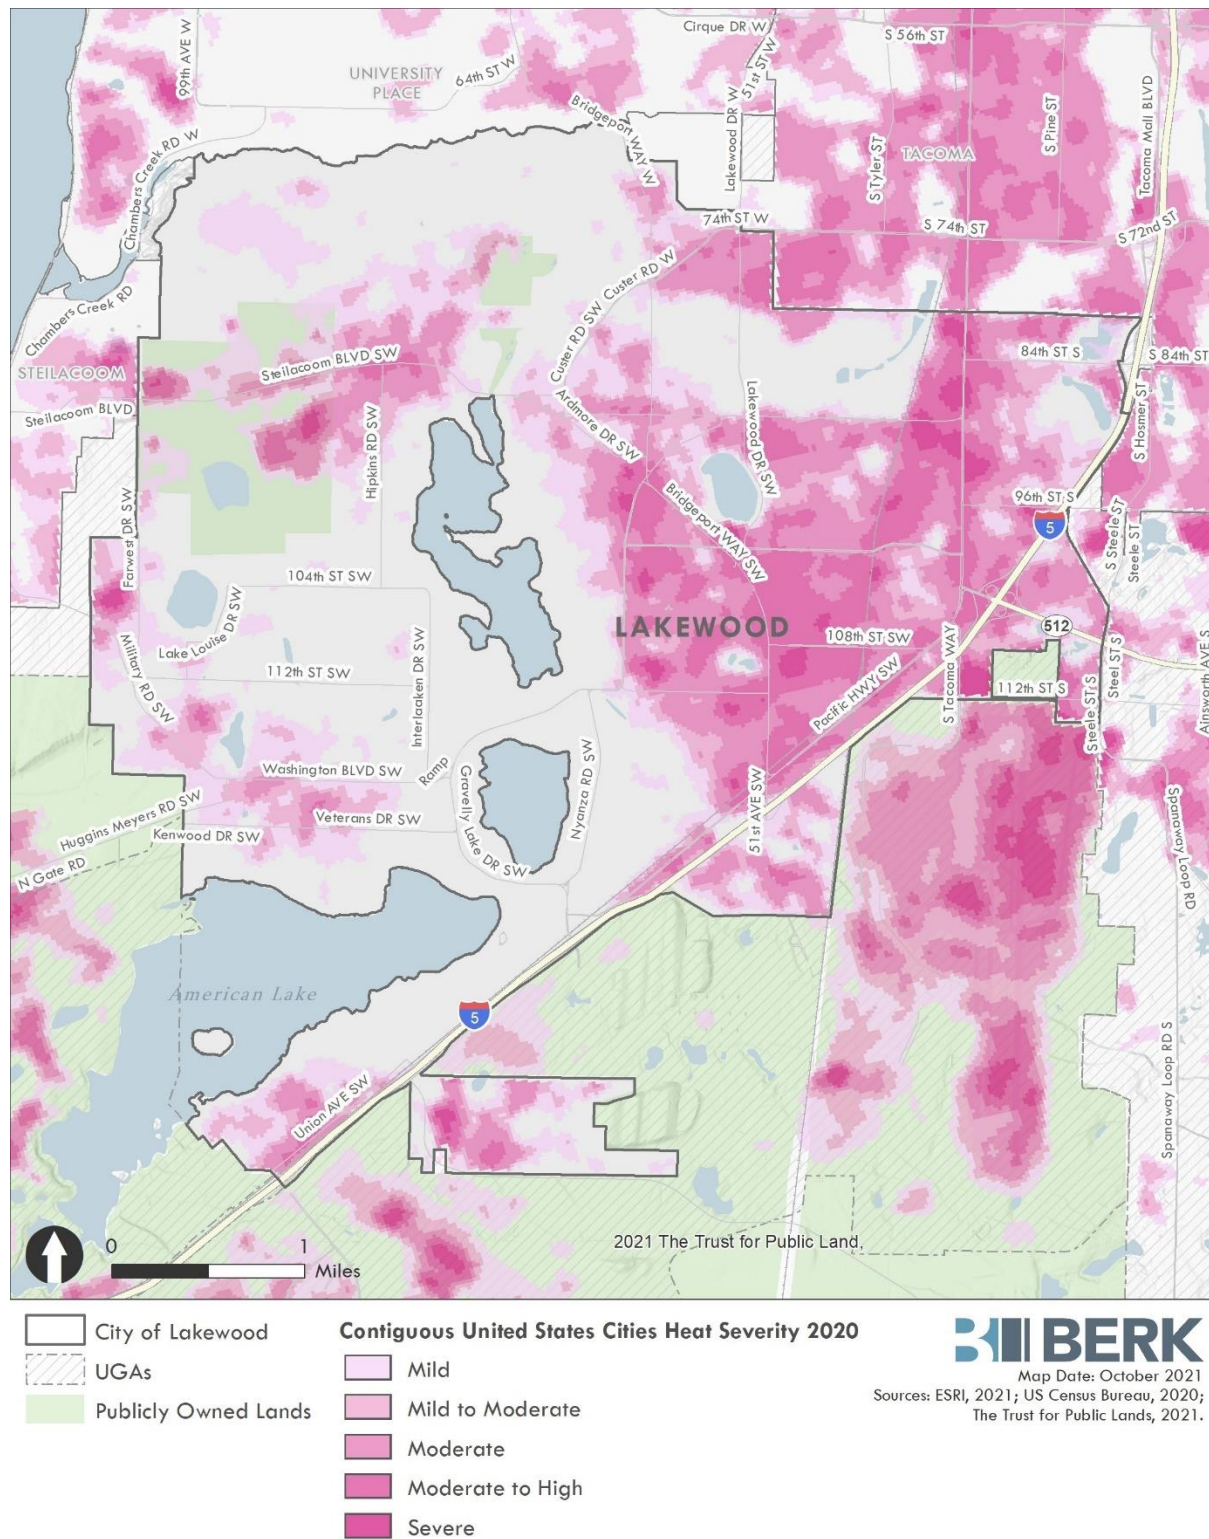 Cirque DR W
S 56th ST
99th AVE W
UNIVERSITY
PLACE
64th ST W
51st ST W
Tacoma Mall BLVD
Bridgeport WAY W
Lakewood DR W
S Tyler ST
S Pine ST
TACOMA
Chambers Creek RD W
74th ST W
S 74th ST
S 72nd ST
Chambers Creek RD
Custer RD W
Custer RD SW
STEILACOOM
Steilacoom BLVD SW
84th ST S
S 84th ST
Steilacoom BLVD
Ardmore DR SW
Lakewood DR SW
S Hosmer ST
Hipkins RD SW
Farwest DR SW
Bridgeport WAY SW
96th ST S
5
S Steele ST
Steele ST
104th ST SW
Lake Louise DR SW
LAKEWOOD
108th ST SW
512
Military RD SW
112th ST SW
Interlaaken DR SW
Pacific HWY SW
S Tacoma WAY
112th ST S
Steele ST S
Steel ST S
Ainsworth AVE S
Washington BLVD SW
Ramp
Gravelly Lake DR SW
Nyanza RD SW
51st AVE SW
Huggins Meyers RD SW
Kenwood DR SW
Veterans DR SW
N Gate RD
Spanaway Loop RD
American Lake
5
Union AVE SW
Spanaway Loop RD S
2021 The Trust for Public Land,
0 1
Miles
City of Lakewood
UGAs
Publicly Owned Lands
Contiguous United States Cities Heat Severity 2020
Mild
Mild to Moderate
Moderate
Moderate to High
Severe
BERK
Map Date: October 2021
Sources: ESRI, 2021; US Census Bureau, 2020;
The Trust for Public Lands, 2021.